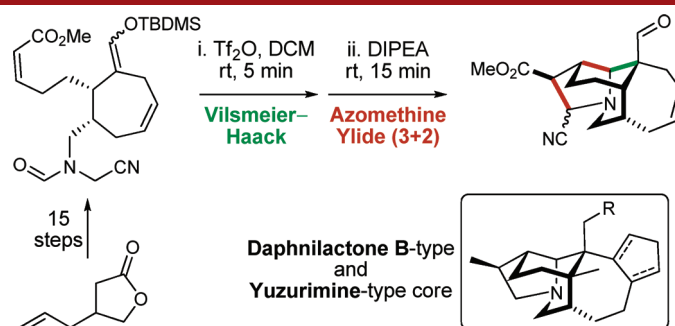 OTBDMS
CO₂Me
N
O
CN
i. Tf₂O, DCM
rt, 5 min
Vilsmeier–
Haack
ii. DIPEA
rt, 15 min
Azomethine
Ylide (3+2)
O
MeO₂C
N
CN
15
steps
O
O
Daphnilactone B-type
and
Yuzurimine-type core
R
N